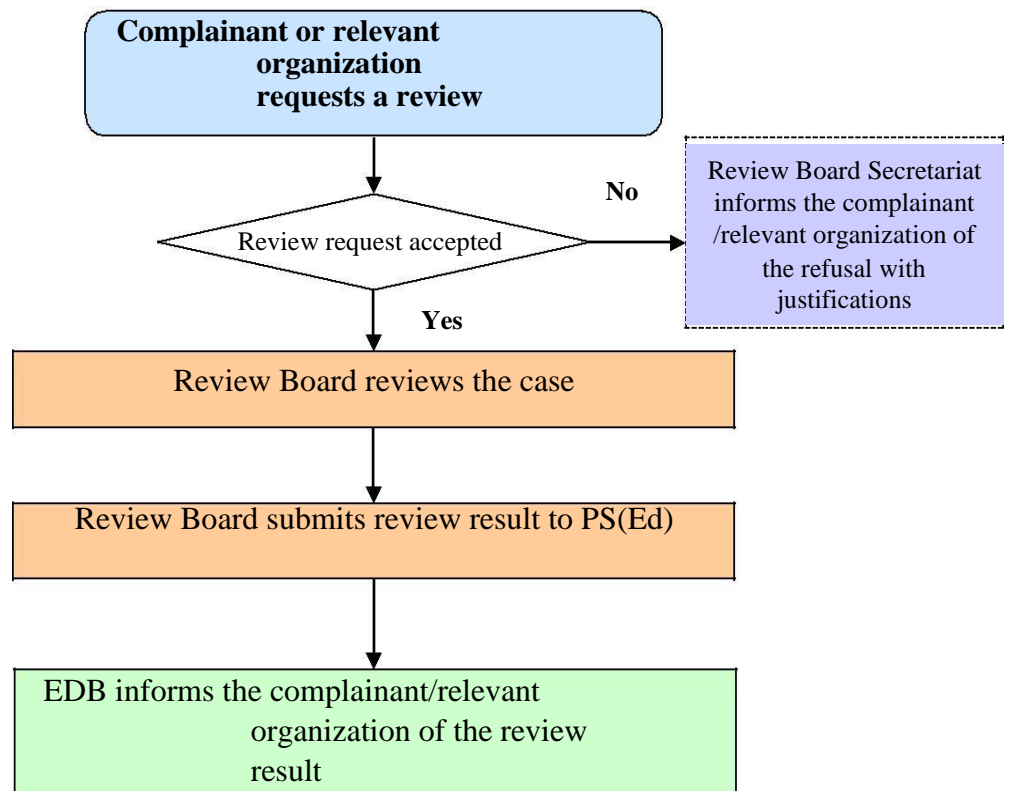 Complainant or relevant
organization
requests a review
Review request accepted
No
Review Board Secretariat
informs the complainant
/relevant organization of
the refusal with
justifications
Yes
Review Board reviews the case
Review Board submits review result to PS(Ed)
EDB informs the complainant/relevant
organization of the review
result